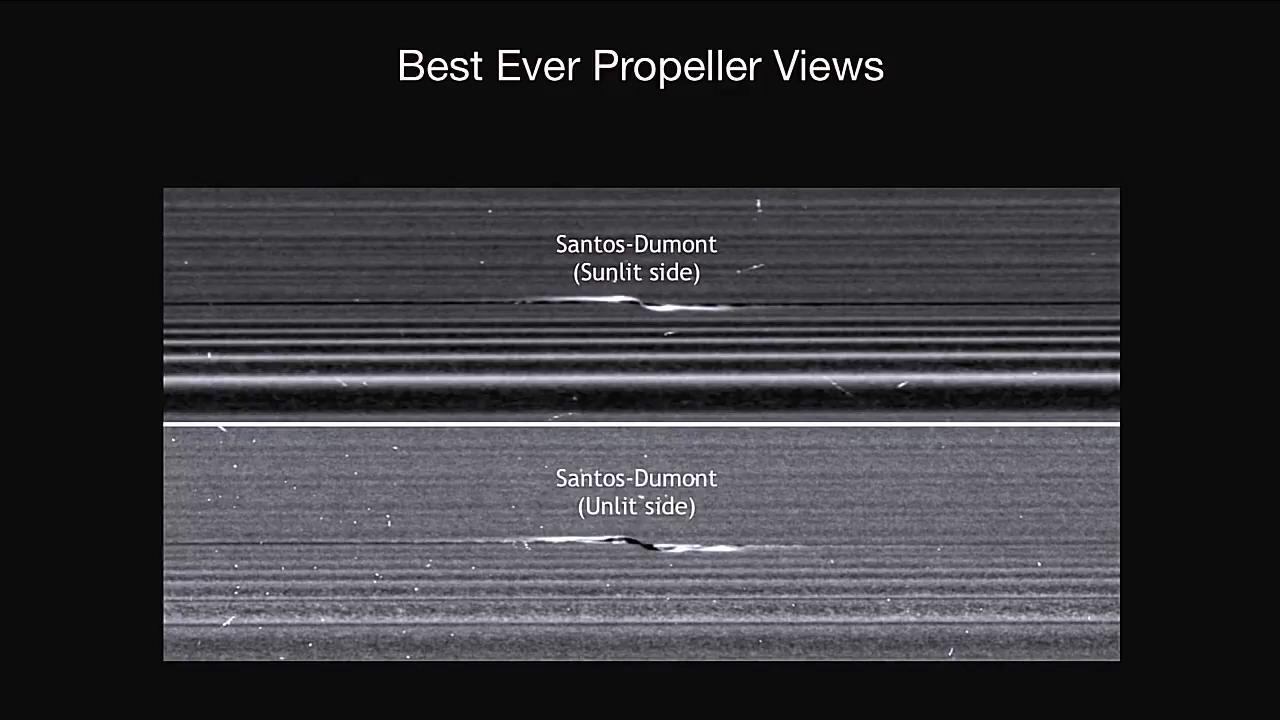 Best Ever Propeller Views
Santos-Dumont
(Sunlit side)
Santos-Dumont
(Unlit side)